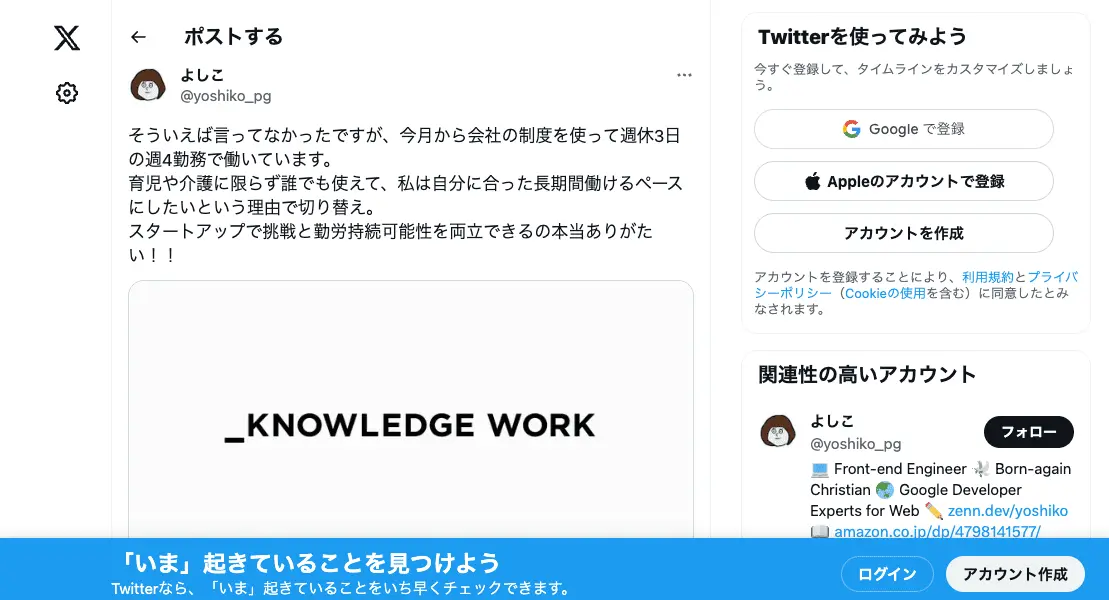 ポストする
よしこ
@yoshiko_pg
そういえば言ってなかったですが、今月から会社の制度を使って週休3日
の週4勤務で働いています。
育児や介護に限らず誰でも使えて、私は自分に合った長期間働けるペース
にしたいという理由で切り替え。
スタートアップで挑戦と勤労持続可能性を両立できるの本当ありがた
い！！
_KNOWLEDGE WORK
Twitterを使ってみよう
今すぐ登録して、タイムラインをカスタマイズしましょ
う。
Google で登録
Appleのアカウントで登録
アカウントを作成
アカウントを登録することにより、利用規約とプライバ
シーポリシー（Cookieの使用を含む）に同意したとみ
なされます。
関連性の高いアカウント
よしこ
@yoshiko_pg
フォロー
💻 Front-end Engineer 🕊 Born-again
Christian 🌏 Google Developer
Experts for Web ✏️ zenn.dev/yoshiko
📖 amazon.co.jp/dp/4798141577/
「いま」起きていることを見つけよう
Twitterなら、「いま」起きていることをいち早くチェックできます。
ログイン
アカウント作成